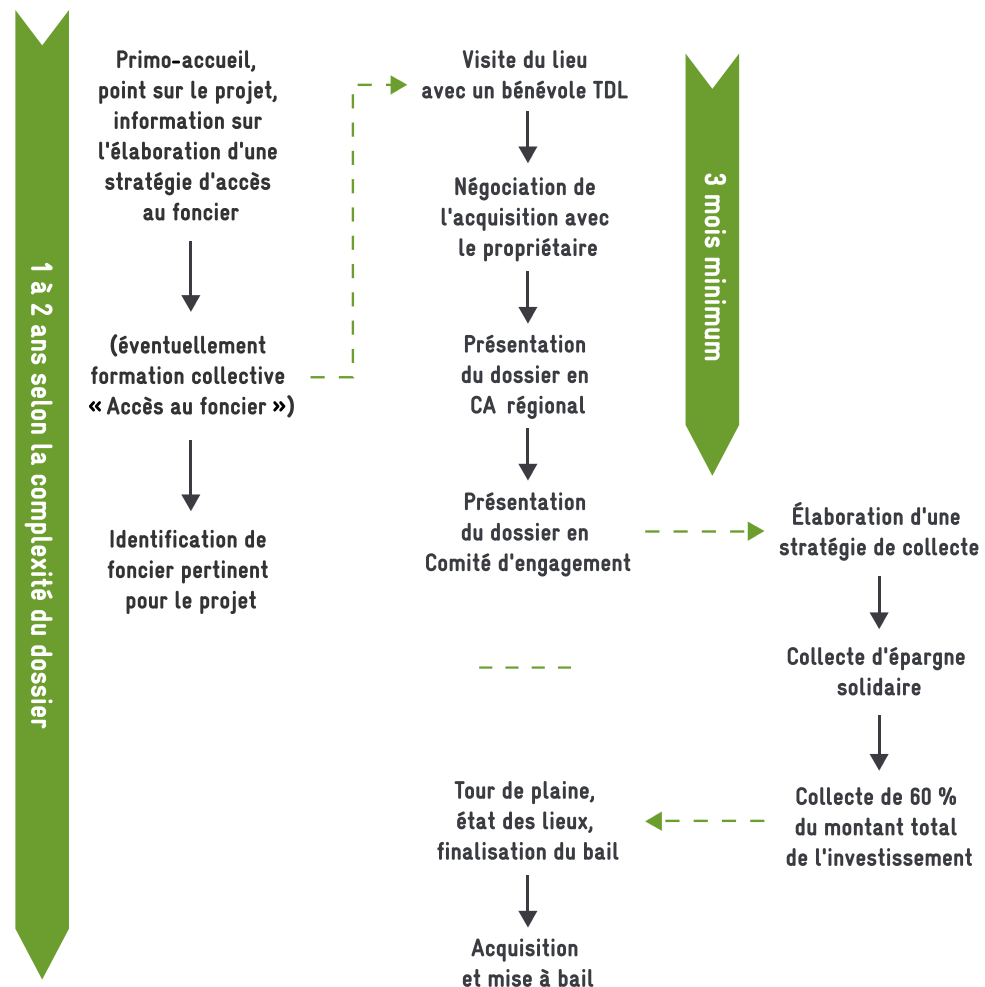 1 à 2 ans selon la complexité du dossier
Primo-accueil,
point sur le projet,
information sur
l'élaboration d'une
stratégie d'accès
au foncier
(éventuellement
formation collective
« Accès au foncier »)
Identification de
foncier pertinent
pour le projet
Visite du lieu
avec un bénévole TDL
Négociation de
l'acquisition avec
le propriétaire
Présentation
du dossier en
CA régional
Présentation
du dossier en
Comité d'engagement
3 mois minimum
Élaboration d'une
stratégie de collecte
Collecte d'épargne
solidaire
Collecte de 60 %
du montant total
de l'investissement
Tour de plaine,
état des lieux,
finalisation du bail
Acquisition
et mise à bail